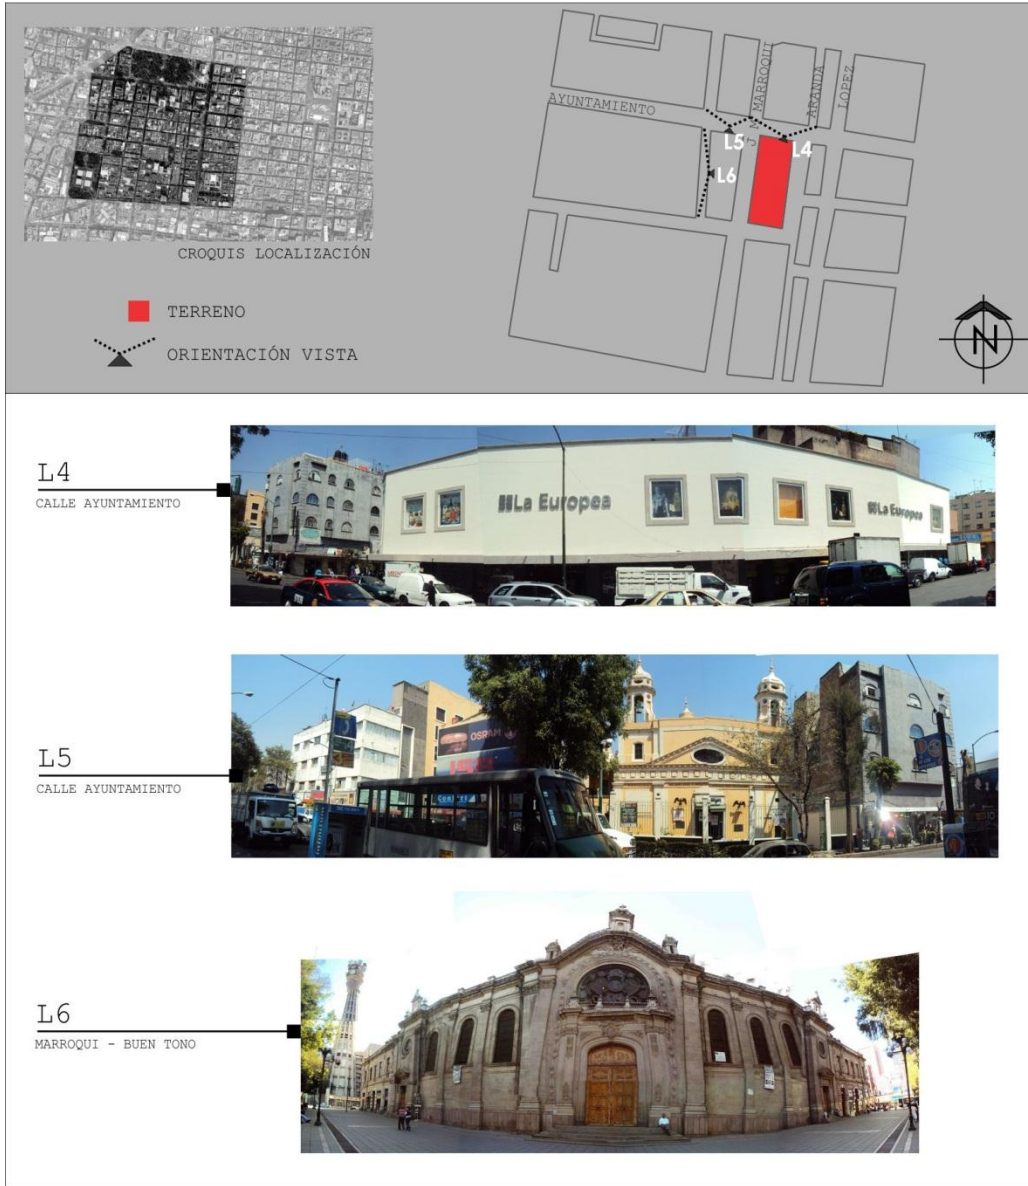 CROQUIS LOCALIZACIÓN
TERRENO
ORIENTACIÓN VISTA
AYUNTAMIENTO
J M MARROQUI
ARANDA
LOPEZ
L5
L4
L6
N
L4
CALLE AYUNTAMIENTO
La Europea
La Europea
L5
CALLE AYUNTAMIENTO
OSRAM
L6
MARROQUI - BUEN TONO